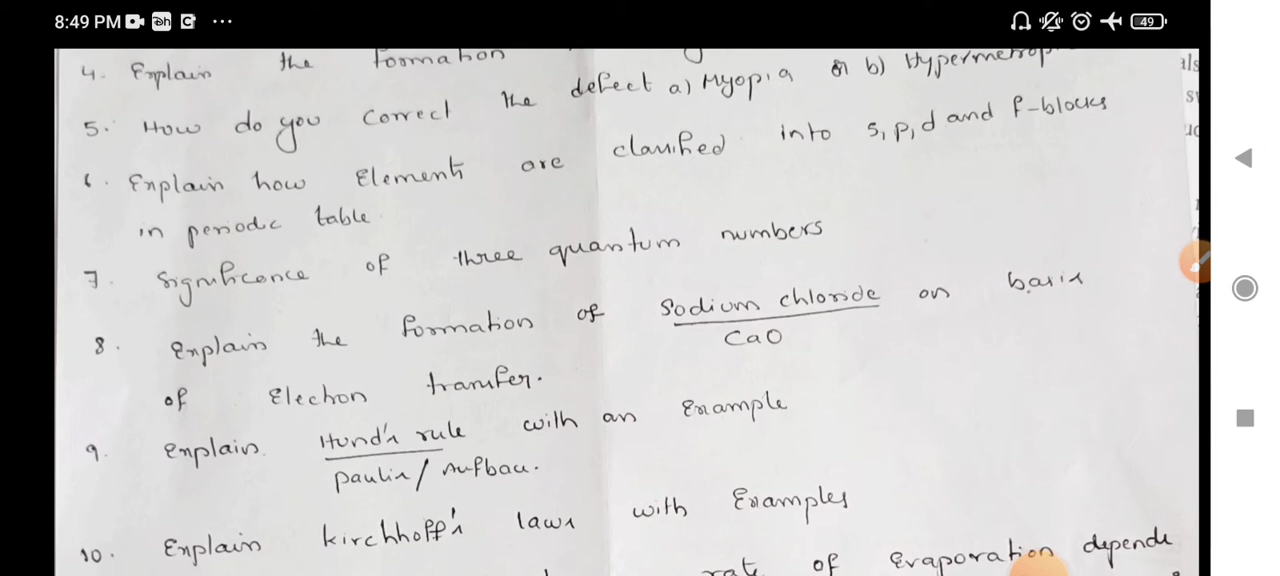 8:49 PM
49
4. Explain the formation
5. How do you correct the defect a) Myopia or b)
6. Explain how Elements are classified into s, p, d and f-blocks
in periodic table
7. Significance of three quantum numbers
8. Explain the formation of Sodium chloride on basis
CaO
of Electron transfer.
9. Explain Hund's rule with an Example
Paulis / Aufbau.
10. Explain Kirchhoff's laws with Examples
rate of Evaporation depends